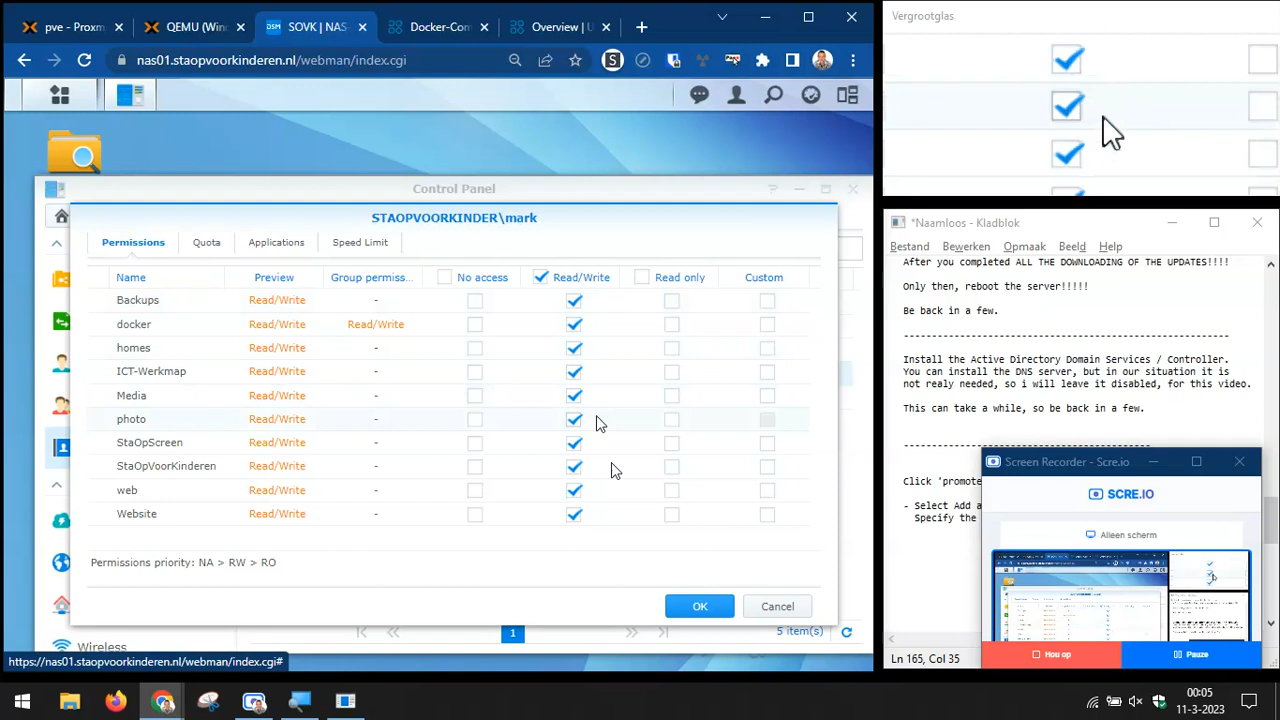 pve - Proxm
QEMU (Winc
DSM
SOVK | NAS
Docker-Con
Overview | U
nas01.staopvoorkinderen.nl/webman/index.cgi
Control Panel
STAOPVOORKINDER\mark
Permissions Quota Applications Speed Limit
Name Preview Group permiss... No access Read/Write Read only Custom
Backups Read/Write -
docker Read/Write Read/Write
homes Read/Write -
ICT-Werkmap Read/Write -
Media Read/Write -
photo Read/Write -
StaOpScreen Read/Write -
StaOpVoorKinderen Read/Write -
web Read/Write -
Website Read/Write -
Permissions priority: NA > RW > RO
OK Cancel
1
5 item(s)
Wireless
https://nas01.staopvoorkinderen.nl/webman/index.cgi#
Vergrootglas
*Naamloos - Kladblok
Bestand Bewerken Opmaak Beeld Help
After you completed ALL THE DOWNLOADING OF THE UPDATES!!!!
Only then, reboot the server!!!!!
Be back in a few.
--------------------------------------------------------
Install the Active Directory Domain Services / Controller.
You can install the DNS server, but in our situation it is
not realy needed, so i will leave it disabled, for this video.
This can take a while, so be back in a few.
------------------------------------------
Click 'promote
- Select Add a
Specify the
Screen Recorder - Scre.io
SCRE.IO
Alleen scherm
Hou op Pauze
Ln 165, Col 35
00:05
11-3-2023